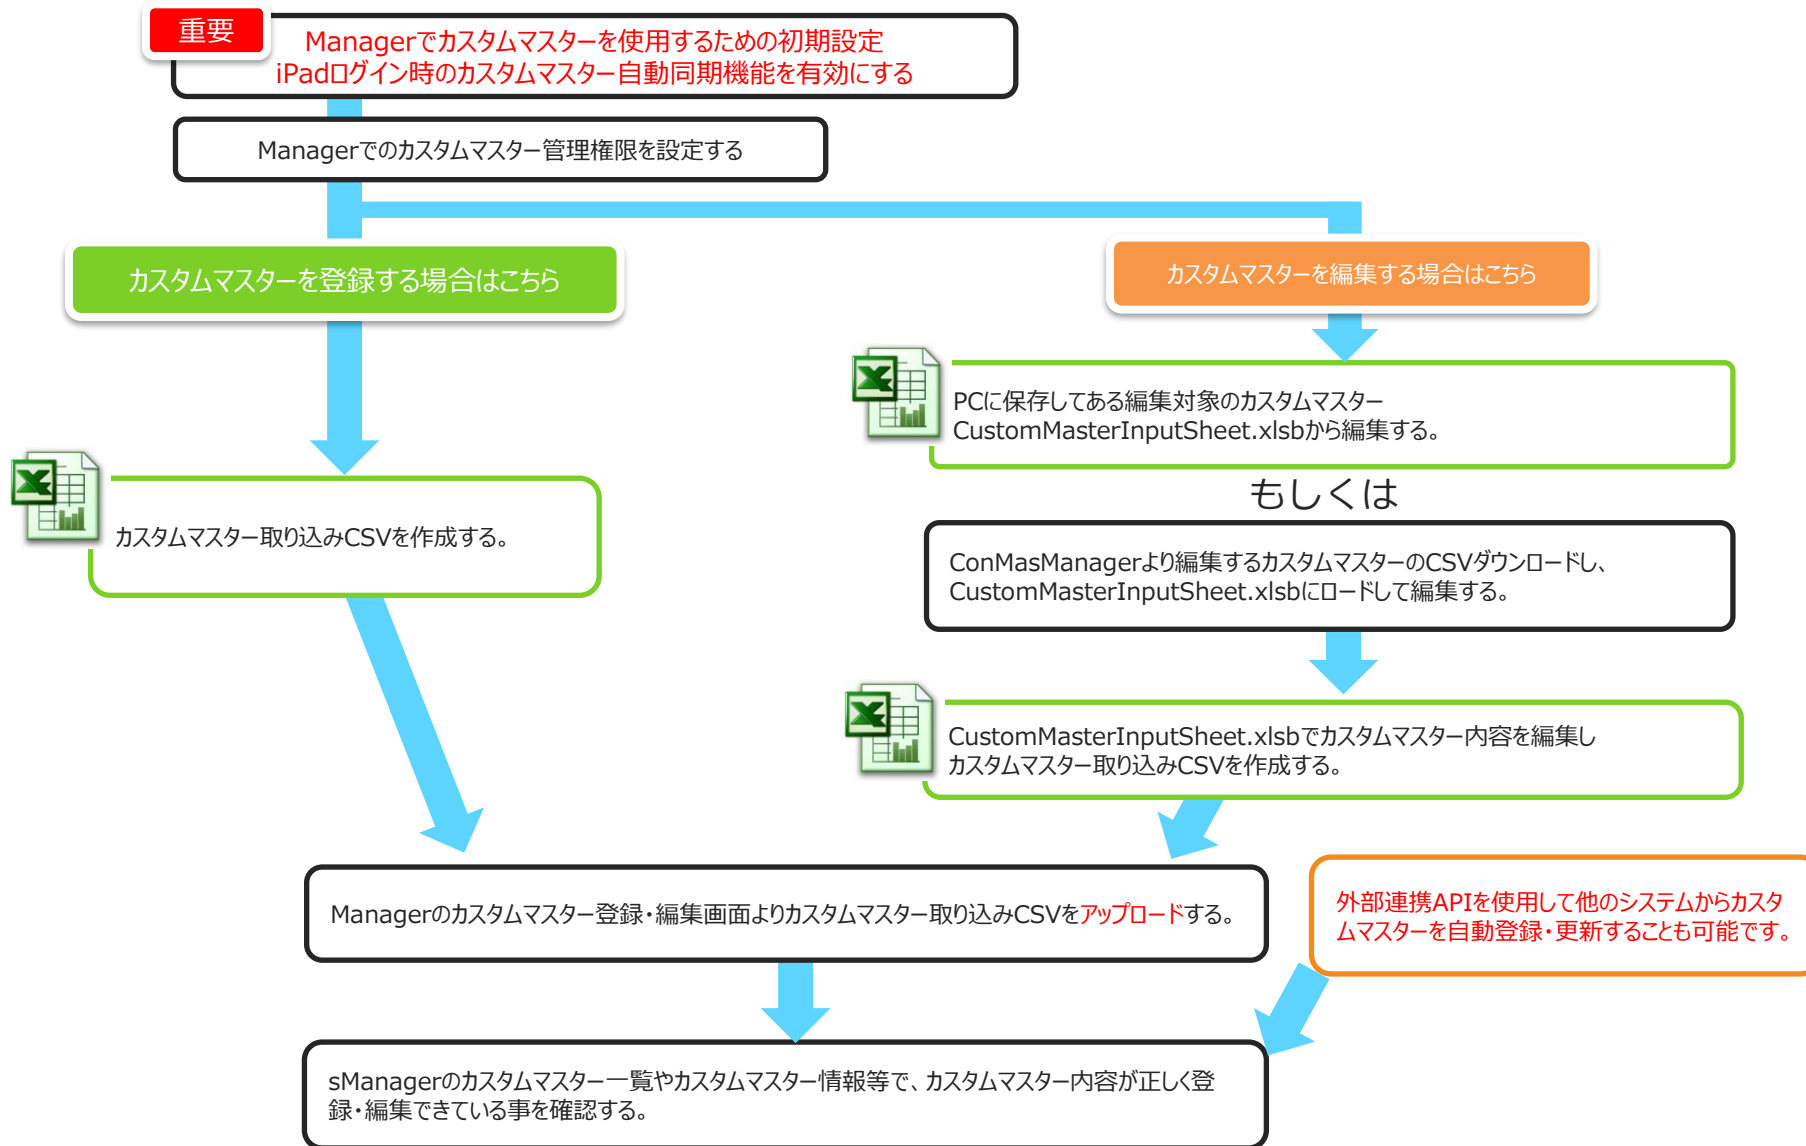 重要
Managerでカスタムマスターを使用するための初期設定
iPadログイン時のカスタムマスター自動同期機能を有効にする
Managerでのカスタムマスター管理権限を設定する
カスタムマスターを登録する場合はこちら
カスタムマスターを編集する場合はこちら
PCに保存してある編集対象のカスタムマスター
CustomMasterInputSheet.xlsbから編集する。
カスタムマスター取り込みCSVを作成する。
もしくは
ConMasManagerより編集するカスタムマスターのCSVダウンロードし、
CustomMasterInputSheet.xlsbにロードして編集する。
CustomMasterInputSheet.xlsbでカスタムマスター内容を編集し
カスタムマスター取り込みCSVを作成する。
Managerのカスタムマスター登録・編集画面よりカスタムマスター取り込みCSVをアップロードする。
外部連携APIを使用して他のシステムからカスタ
ムマスターを自動登録・更新することも可能です。
sManagerのカスタムマスター一覧やカスタムマスター情報等で、カスタムマスター内容が正しく登
録・編集できている事を確認する。